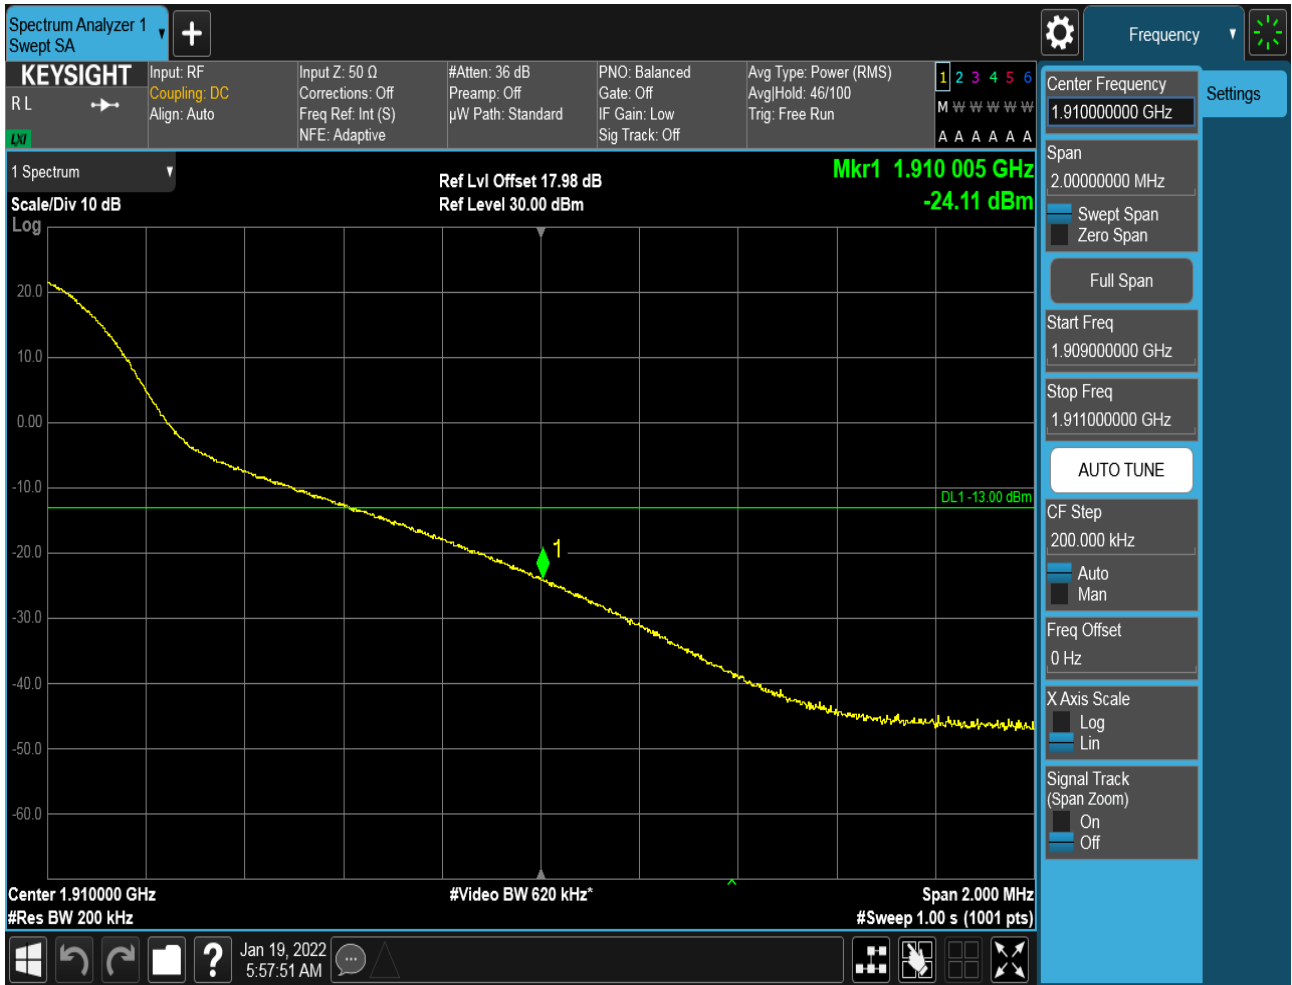 Spectrum Analyzer 1
Swept SA
Frequency
KEYSIGHT
R L
LXI
Input: RF
Coupling: DC
Align: Auto
Input Z: 50 Ω
Corrections: Off
Freq Ref: Int (S)
NFE: Adaptive
#Atten: 36 dB
Preamp: Off
µW Path: Standard
PNO: Balanced
Gate: Off
IF Gain: Low
Sig Track: Off
Avg Type: Power (RMS)
Avg|Hold: 46/100
Trig: Free Run
1 2 3 4 5 6
M W W W W W
A A A A A A
1 Spectrum
Scale/Div 10 dB
Log
Ref Lvl Offset 17.98 dB
Ref Level 30.00 dBm
Mkr1 1.910 005 GHz
-24.11 dBm
20.0
10.0
0.00
-10.0
-20.0
-30.0
-40.0
-50.0
-60.0
DL1 -13.00 dBm
1
Center 1.910000 GHz
#Res BW 200 kHz
#Video BW 620 kHz*
Span 2.000 MHz
#Sweep 1.00 s (1001 pts)
Jan 19, 2022
5:57:51 AM
Center Frequency
1.910000000 GHz
Settings
Span
2.00000000 MHz
Swept Span
Zero Span
Full Span
Start Freq
1.909000000 GHz
Stop Freq
1.911000000 GHz
AUTO TUNE
CF Step
200.000 kHz
Auto
Man
Freq Offset
0 Hz
X Axis Scale
Log
Lin
Signal Track
(Span Zoom)
On
Off